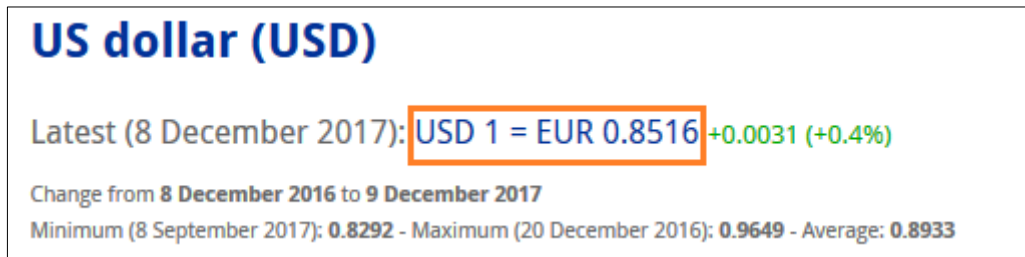 US dollar (USD)
Latest (8 December 2017): USD 1 = EUR 0.8516 +0.0031 (+0.4%)
Change from 8 December 2016 to 9 December 2017
Minimum (8 September 2017): 0.8292 - Maximum (20 December 2016): 0.9649 - Average: 0.8933